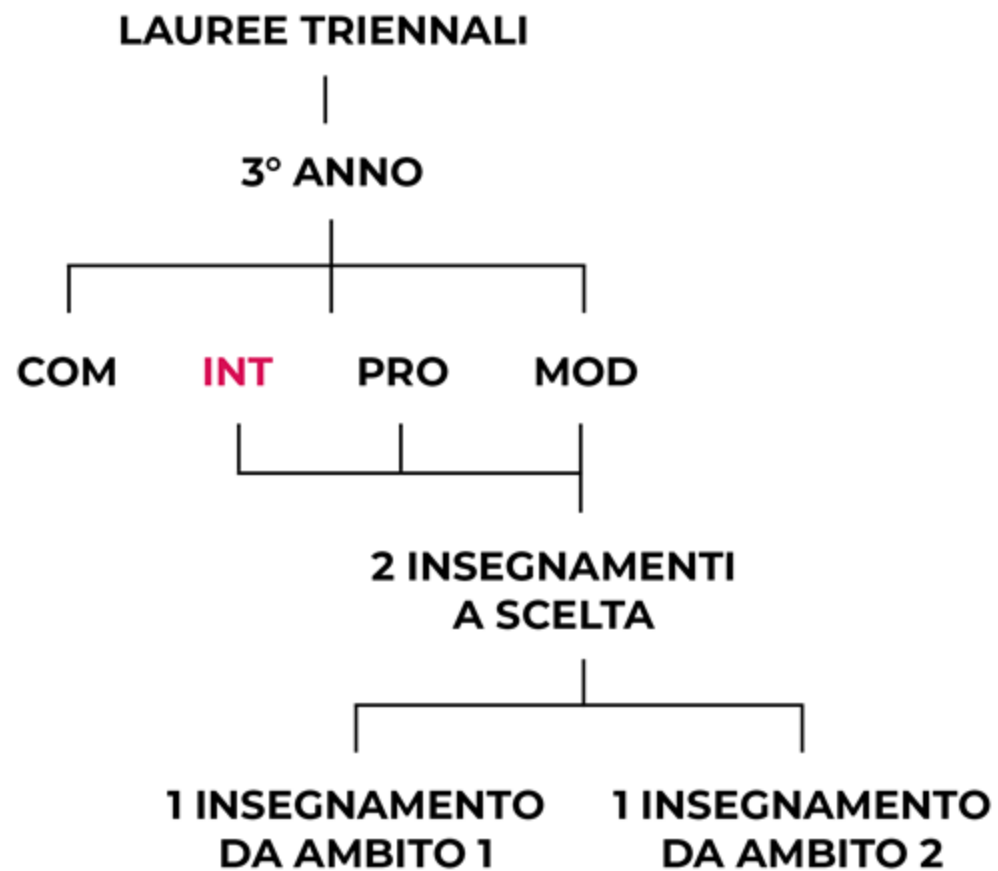 LAUREE TRIENNALI
3° ANNO
COM INT PRO MOD
2 INSEGNAMENTI
A SCELTA
1 INSEGNAMENTO
DA AMBITO 1
1 INSEGNAMENTO
DA AMBITO 2